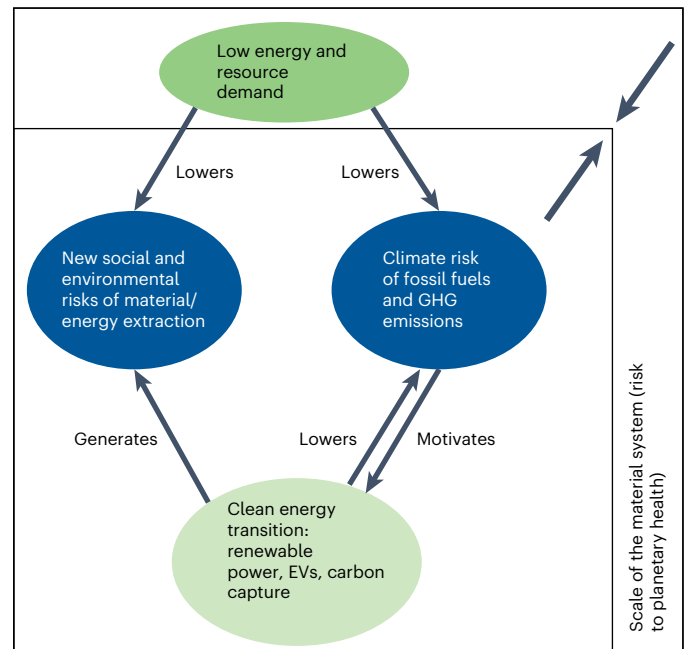 Low energy and
resource
demand
Lowers
Lowers
New social and
environmental
risks of material/
energy extraction
Climate risk
of fossil fuels
and GHG
emissions
Generates
Lowers
Motivates
Clean energy
transition:
renewable
power, EVs, carbon
capture
Scale of the material system (risk
to planetary health)